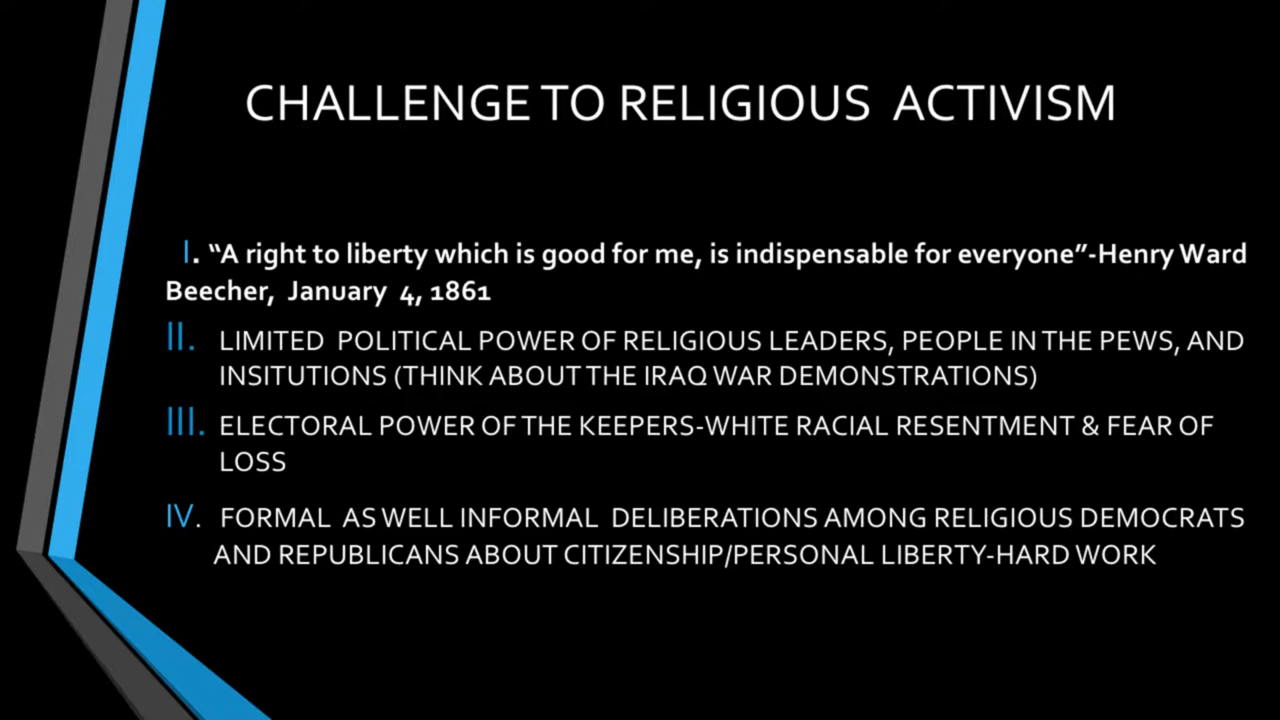 CHALLENGE TO RELIGIOUS ACTIVISM
I. “A right to liberty which is good for me, is indispensable for everyone”-Henry Ward
Beecher, January 4, 1861
II. LIMITED POLITICAL POWER OF RELIGIOUS LEADERS, PEOPLE IN THE PEWS, AND
INSITUTIONS (THINK ABOUT THE IRAQ WAR DEMONSTRATIONS)
III. ELECTORAL POWER OF THE KEEPERS-WHITE RACIAL RESENTMENT & FEAR OF
LOSS
IV. FORMAL AS WELL INFORMAL DELIBERATIONS AMONG RELIGIOUS DEMOCRATS
AND REPUBLICANS ABOUT CITIZENSHIP/PERSONAL LIBERTY-HARD WORK